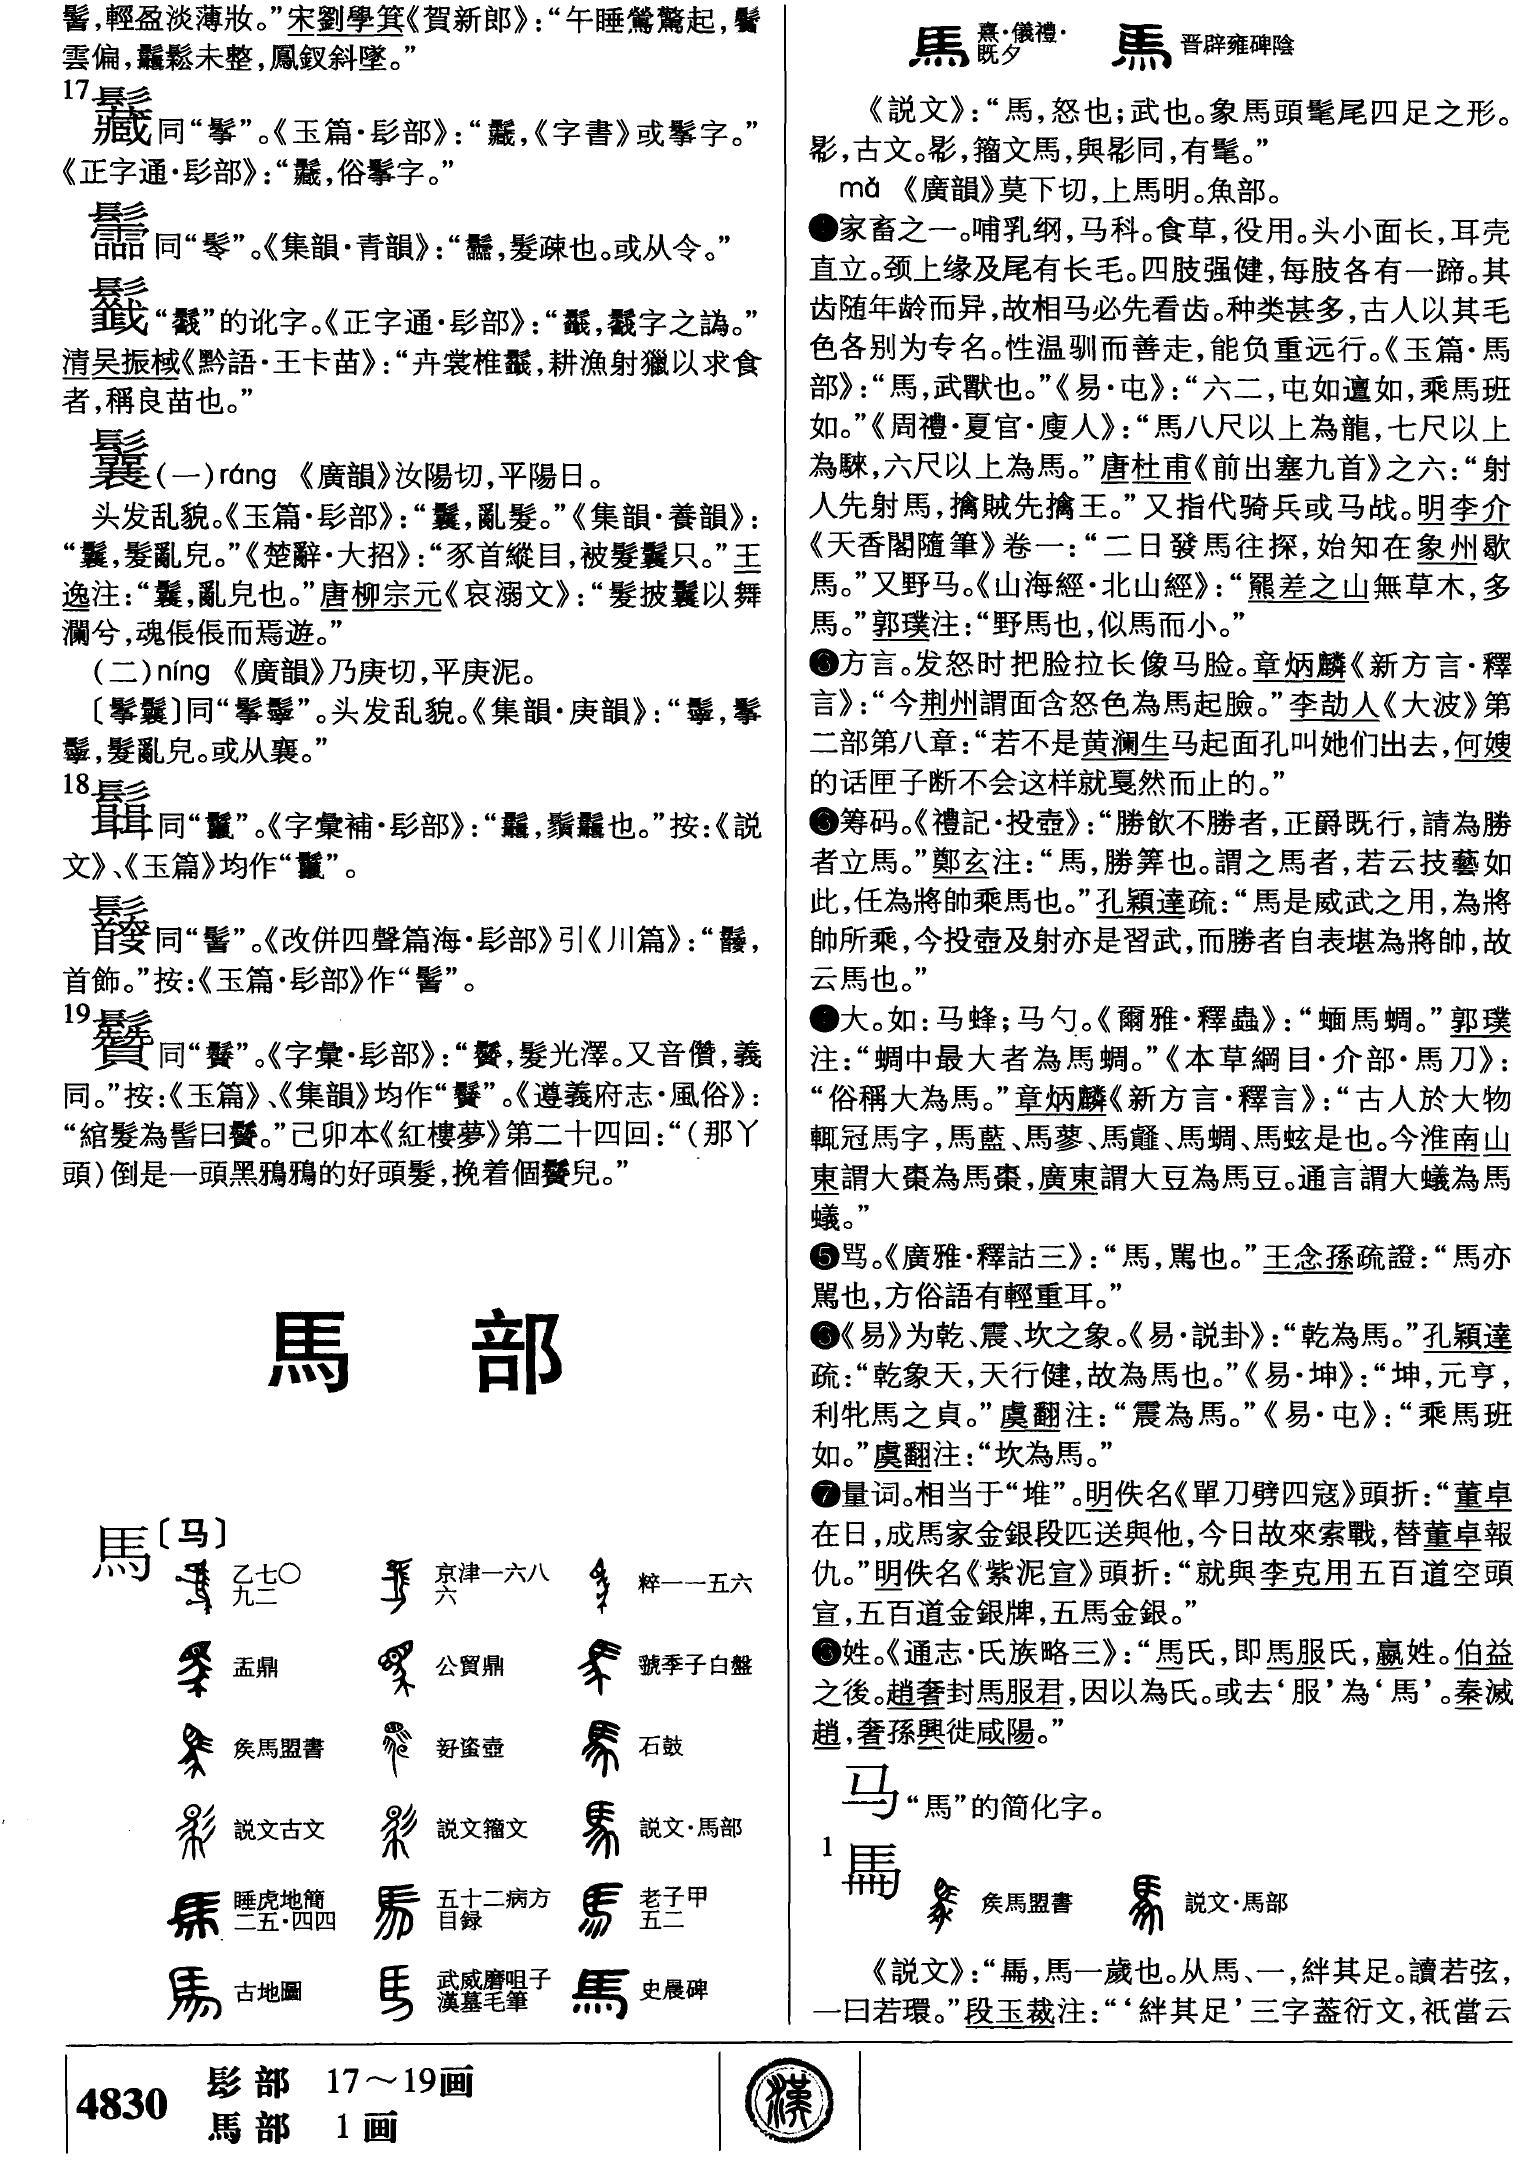 髻，輕盈淡薄妝。”宋劉學箕《賀新郎》：“午睡鶯驚起，鬢
雲偏，鬅鬆未整，鳳釵斜墜。”
17
同“鬇”。《玉篇·髟部》：“《字書》或鬇字。”
《正字通·髟部》：“俗鬇字。”
同“髾”。《集韻·青韻》：“髮疎也。或从令。”
“鬷”的讹字。《正字通·髟部》：“字之譌。”
清吴振棫《黔語·王卡苗》：“卉裳椎，耕漁射獵以求食
者，稱良苗也。”
鬤(一)ráng 《廣韻》汝陽切，平陽日。
头发乱貌。《玉篇·髟部》：“鬤，亂髮。”《集韻·養韻》：
“鬤，髮亂皃。”《楚辭·大招》：“豕首縱目，被髮鬤只。”王
逸注：“鬤，亂皃也。”唐柳宗元《哀溺文》：“髮披鬤以舞
瀾兮，魂倀倀而焉遊。”
(二)níng 《廣韻》乃庚切，平庚泥。
〔鬇鬤〕同“鬇鬡”。头发乱貌。《集韻·庚韻》：“鬡，鬇
鬡，髮亂皃。或从襄。”
18
同“鬣”。《字彙補·髟部》：“鬚也。”按：《説
文》、《玉篇》均作“鬣”。
同“髻”。《改併四聲篇海·髟部》引《川篇》：“
首飾。”按：《玉篇·髟部》作“髻”。
19
鬢同“鬒”。《字彙·髟部》：“髮光澤。又音儹，義
同。”按：《玉篇》、《集韻》均作“”。《遵義府志·風俗》：
“綰髮為髻曰。”己卯本《紅樓夢》第二十四回：“(那丫
頭)倒是一頭黑鴉鴉的好頭髮，挽着個兒。”
馬 部
馬〔马〕
乙七〇九二 京津一六八六 粹一一五六
盂鼎 公貿鼎 虢季子白盤
矦馬盟書 䚽𧊒壺 石鼓
説文古文 説文籀文 説文·馬部
睡虎地簡二五·四四 五十二病方目録 老子甲五二
古地圖 武威磨咀子漢墓毛筆 史晨碑
熹·儀禮·既夕 晋辟雍碑陰
《説文》：“馬，怒也；武也。象馬頭髦尾四足之形。
影，古文。影，籀文馬，與影同，有髦。”
mǎ 《廣韻》莫下切，上馬明。魚部。
❶家畜之一。哺乳纲，马科。食草，役用。头小面长，耳壳
直立。颈上缘及尾有长毛。四肢强健，每肢各有一蹄。其
齿随年龄而异，故相马必先看齿。种类甚多，古人以其毛
色各别为专名。性温驯而善走，能负重远行。《玉篇·馬
部》：“馬，武獸也。”《易·屯》：“六二，屯如邅如，乘馬班
如。”《周禮·夏官·廋人》：“馬八尺以上為龍，七尺以上
為騋，六尺以上為馬。”唐杜甫《前出塞九首》之六：“射
人先射馬，擒賊先擒王。”又指代骑兵或马战。明李介
《天香閣隨筆》卷一：“二日發馬往探，始知在象州歇
馬。”又野马。《山海經·北山經》：“羆差之山無草木，多
馬。”郭璞注：“野馬也，似馬而小。”
❷方言。发怒时把脸拉长像马脸。章炳麟《新方言·釋
言》：“今荆州謂面含怒色為馬起臉。”李劼人《大波》第
二部第八章：“若不是黄澜生马起面孔叫她们出去，何嫂
的话匣子断不会这样就戛然而止的。”
❸筹码。《禮記·投壺》：“勝飲不勝者，正爵既行，請為勝
者立馬。”鄭玄注：“馬，勝筭也。謂之馬者，若云技藝如
此，任為將帥乘馬也。”孔穎達疏：“馬是威武之用，為將
帥所乘，今投壺及射亦是習武，而勝者自表堪為將帥，故
云馬也。”
❹大。如：马蜂；马勺。《爾雅·釋蟲》：“蝒馬蜩。”郭璞
注：“蜩中最大者為馬蜩。”《本草綱目·介部·馬刀》：
“俗稱大為馬。”章炳麟《新方言·釋言》：“古人於大物
輒冠馬字，馬藍、馬蓼、馬韰、馬蜩、馬蚿是也。今淮南山
東謂大棗為馬棗，廣東謂大豆為馬豆。通言謂大蟻為馬
蟻。”
❺骂。《廣雅·釋詁三》：“馬，駡也。”王念孫疏證：“馬亦
駡也，方俗語有輕重耳。”
❻《易》为乾、震、坎之象。《易·説卦》：“乾為馬。”孔穎達
疏：“乾象天，天行健，故為馬也。”《易·坤》：“坤，元亨，
利牝馬之貞。”虞翻注：“震為馬。”《易·屯》：“乘馬班
如。”虞翻注：“坎為馬。”
❼量词。相当于“堆”。明佚名《單刀劈四寇》頭折：“董卓
在日，成馬家金銀段匹送與他，今日故來索戰，替董卓報
仇。”明佚名《紫泥宣》頭折：“就與李克用五百道空頭
宣，五百道金銀牌，五馬金銀。”
❽姓。《通志·氏族略三》：“馬氏，即馬服氏，嬴姓。伯益
之後。趙奢封馬服君，因以為氏。或去‘服’為‘馬’。秦滅
趙，奢孫興徙咸陽。”
马“馬”的简化字。
1
馬
矦馬盟書 説文·馬部
《説文》：“馬，馬一歲也。从馬、一，絆其足。讀若弦，
一曰若環。”段玉裁注：“‘絆其足’三字葢衍文，祇當云
4830 髟部 17～19画
馬部 1画
漢